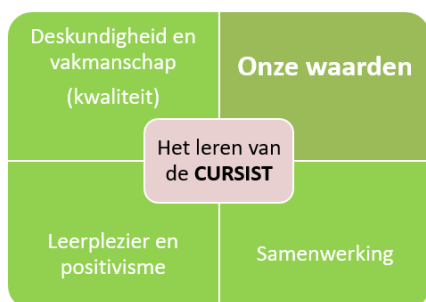 Deskundigheid en
vakmanschap
(kwaliteit)
Onze waarden
Het leren van
de CURSIST
Leerplezier en
positivisme
Samenwerking